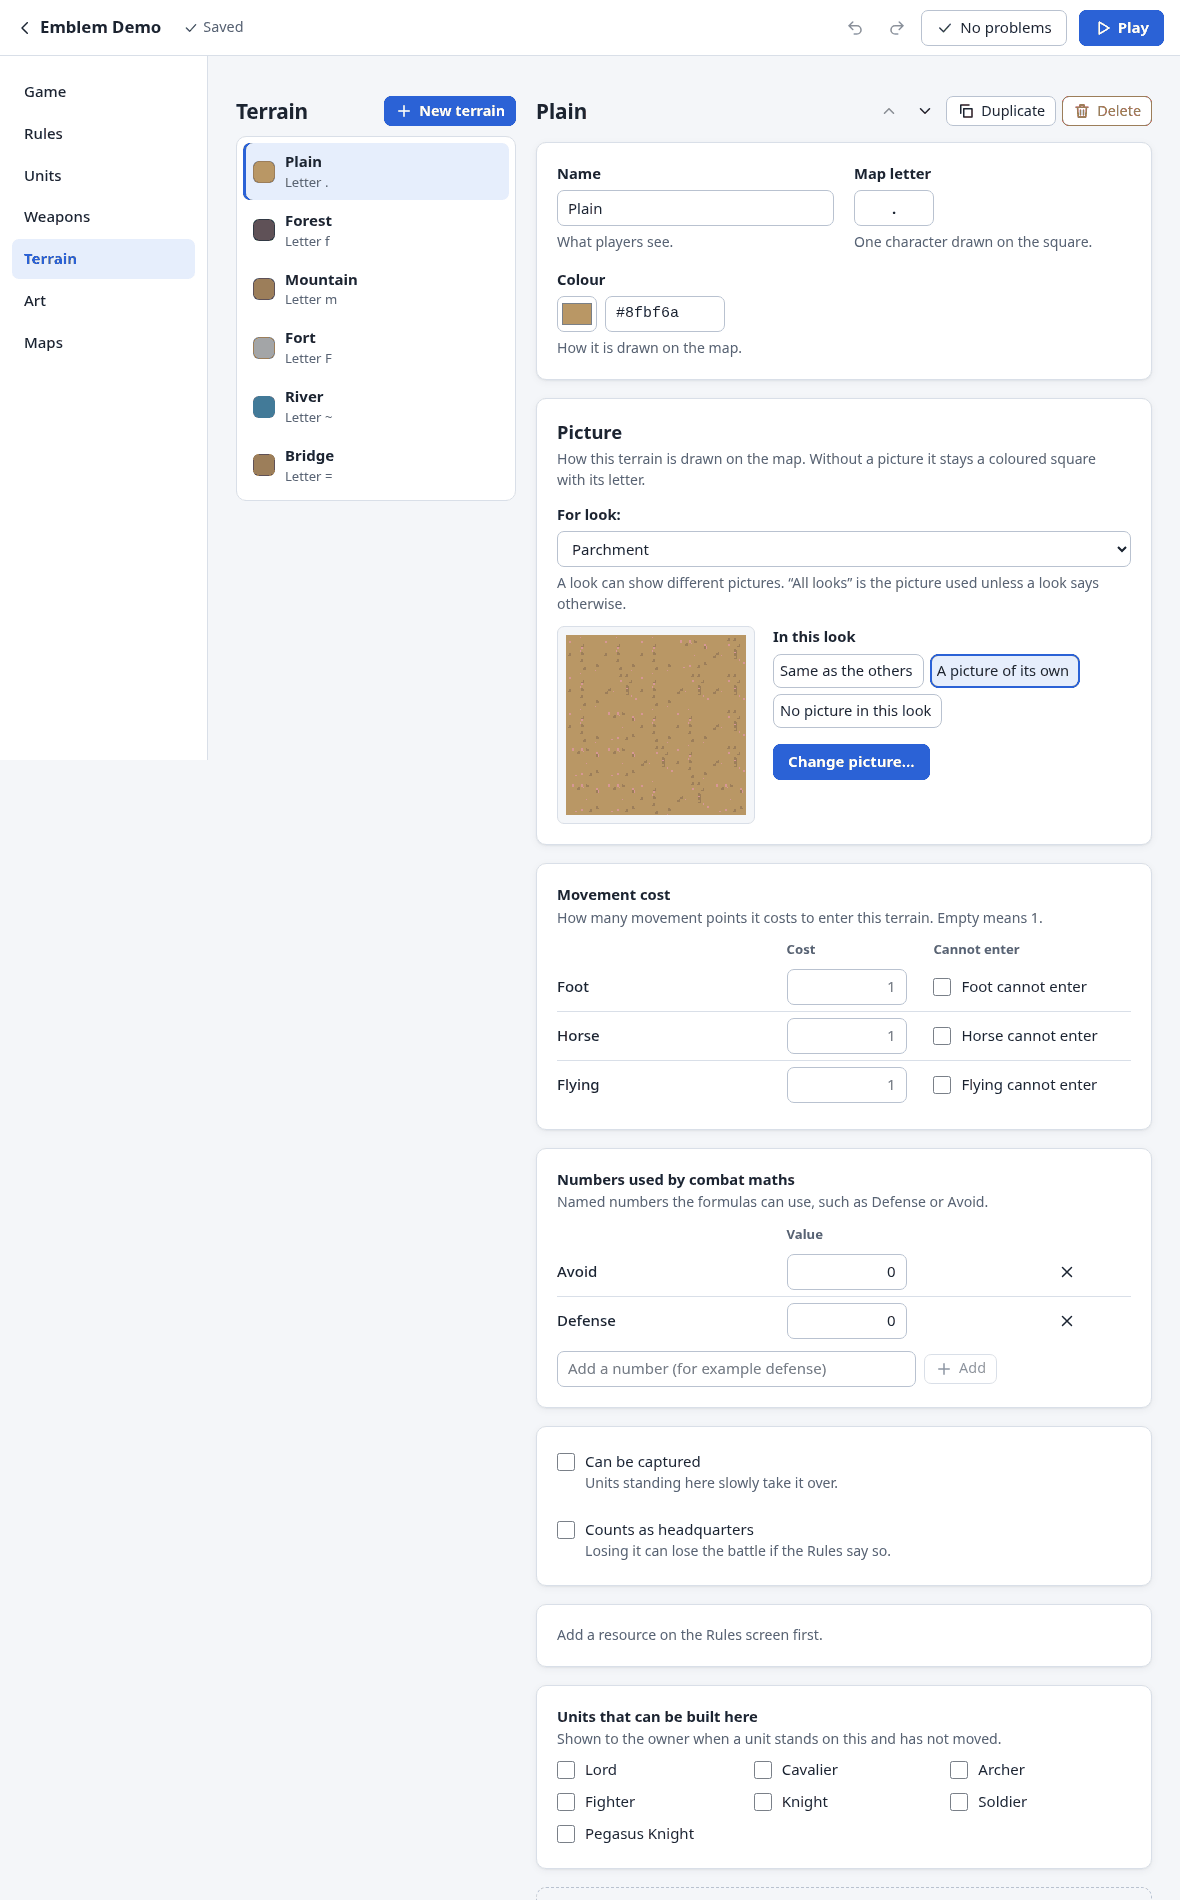 Emblem Demo
Saved
No problems
Play
Game
Rules
Units
Weapons
Terrain
Art
Maps
Terrain
New terrain
Plain
Letter .
Forest
Letter f
Mountain
Letter m
Fort
Letter F
River
Letter ~
Bridge
Letter =
Plain
Duplicate
Delete
Name
Map letter
Plain
.
What players see.
One character drawn on the square.
Colour
#8fbf6a
How it is drawn on the map.
Picture
How this terrain is drawn on the map. Without a picture it stays a coloured square
with its letter.
For look:
Parchment
A look can show different pictures. “All looks” is the picture used unless a look says
otherwise.
In this look
Same as the others
A picture of its own
No picture in this look
Change picture...
Movement cost
How many movement points it costs to enter this terrain. Empty means 1.
Cost
Cannot enter
Foot
1
Foot cannot enter
Horse
1
Horse cannot enter
Flying
1
Flying cannot enter
Numbers used by combat maths
Named numbers the formulas can use, such as Defense or Avoid.
Value
Avoid
0
Defense
0
Add a number (for example defense)
Add
Can be captured
Units standing here slowly take it over.
Counts as headquarters
Losing it can lose the battle if the Rules say so.
Add a resource on the Rules screen first.
Units that can be built here
Shown to the owner when a unit stands on this and has not moved.
Lord
Cavalier
Archer
Fighter
Knight
Soldier
Pegasus Knight